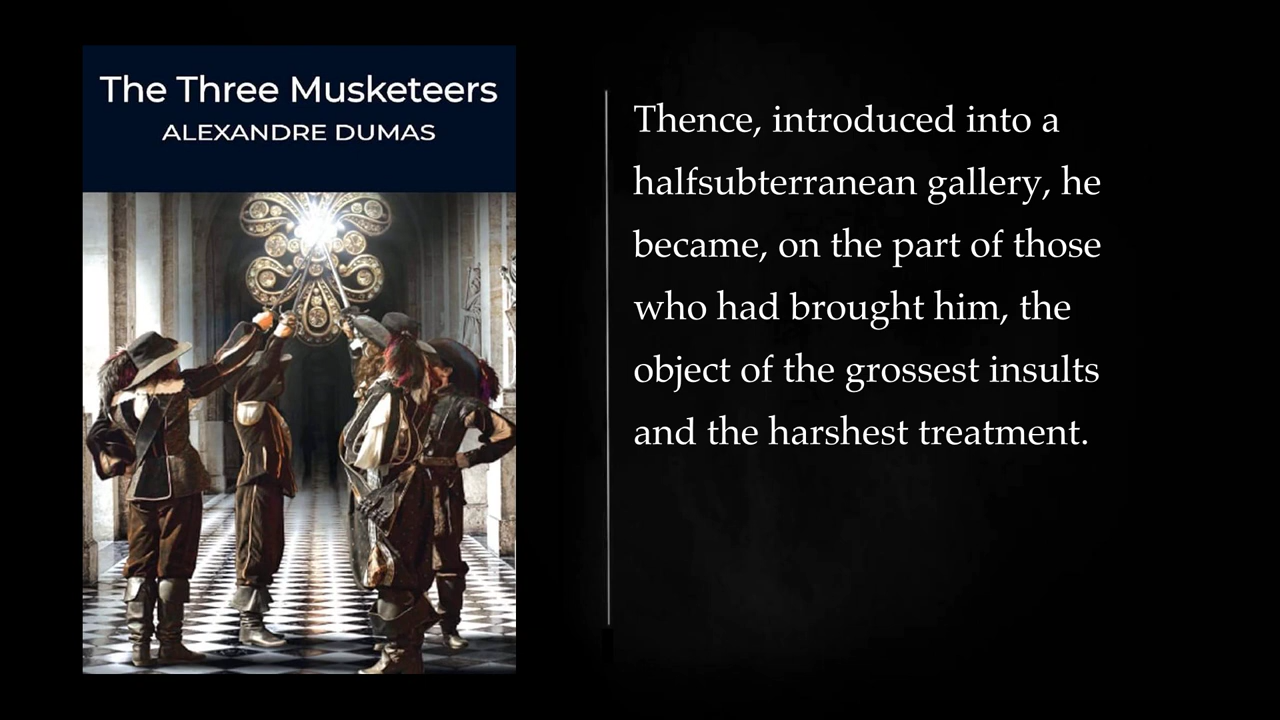 The Three Musketeers
ALEXANDRE DUMAS
Thence, introduced into a
halfsubterranean gallery, he
became, on the part of those
who had brought him, the
object of the grossest insults
and the harshest treatment.